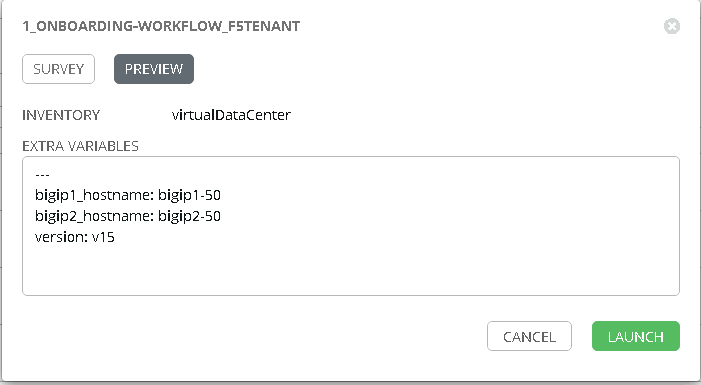 1_ONBOARDING-WORKFLOW_F5TENANT
SURVEY PREVIEW
INVENTORY virtualDataCenter
EXTRA VARIABLES
---
bigip1_hostname: bigip1-50
bigip2_hostname: bigip2-50
version: v15
CANCEL LAUNCH